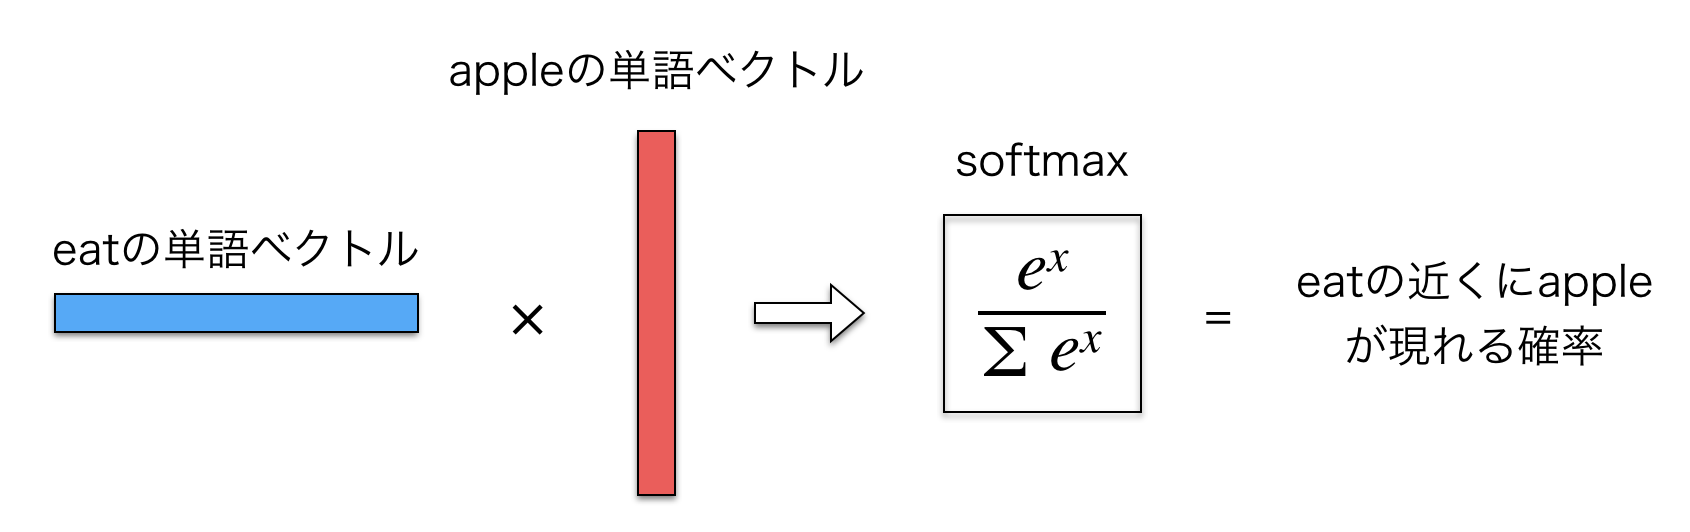 appleの単語ベクトル
softmax
eatの単語ベクトル
×
e^x
∑ e^x
=
eatの近くにapple
が現れる確率